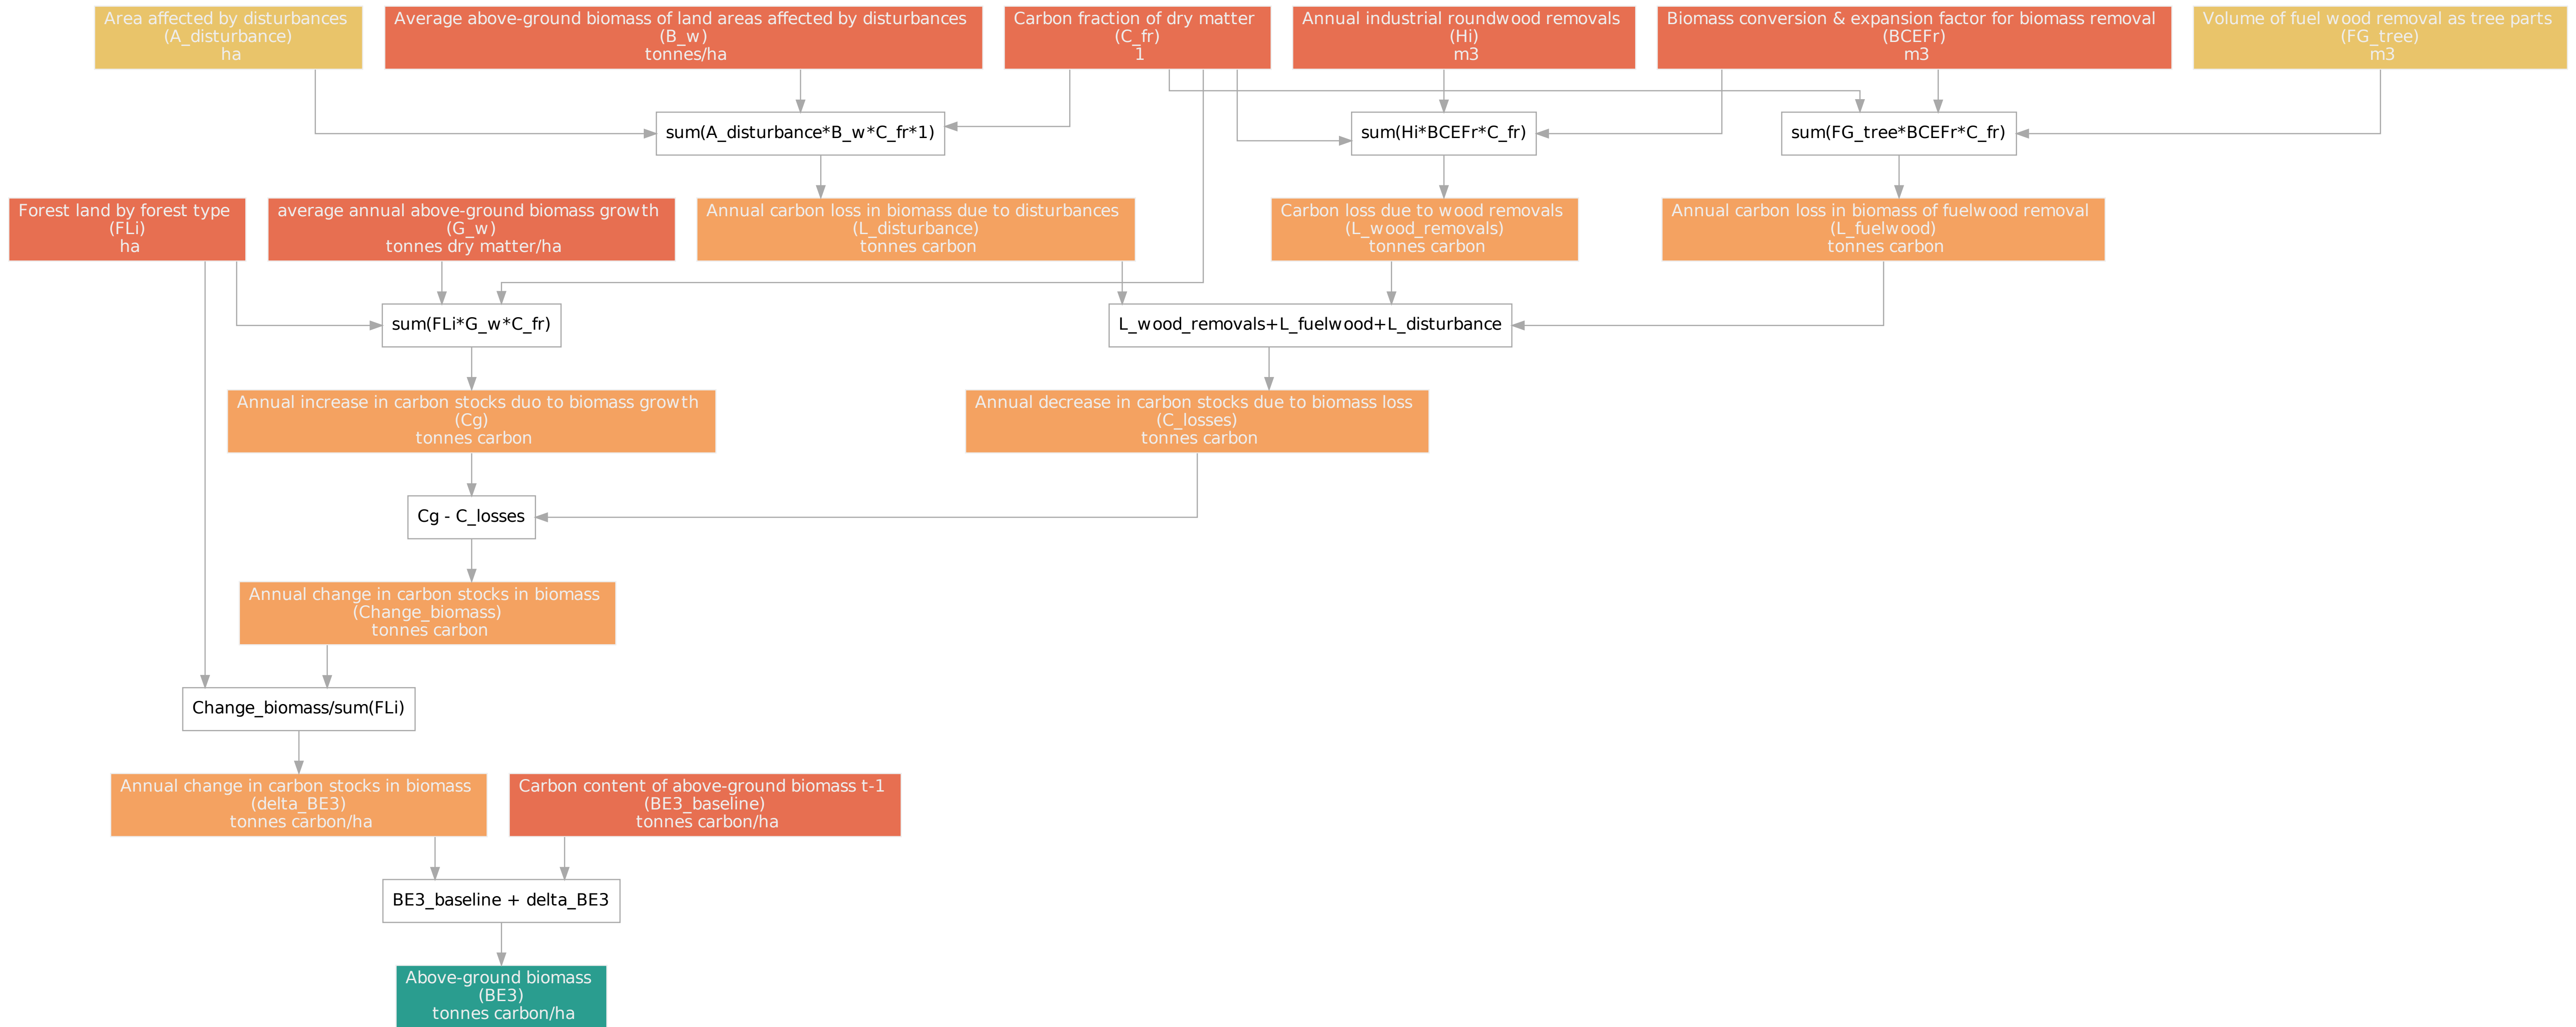 Area affected by disturbances
(A_disturbance)
ha
Average above-ground biomass of land areas affected by disturbances
(B_w)
tonnes/ha
Carbon fraction of dry matter
(C_fr)
1
Annual industrial roundwood removals
(Hi)
m3
Biomass conversion & expansion factor for biomass removal
(BCEFr)
m3
Volume of fuel wood removal as tree parts
(FG_tree)
m3
sum(A_disturbance*B_w*C_fr*1)
sum(Hi*BCEFr*C_fr)
sum(FG_tree*BCEFr*C_fr)
Forest land by forest type
(FLi)
ha
average annual above-ground biomass growth
(G_w)
tonnes dry matter/ha
Annual carbon loss in biomass due to disturbances
(L_disturbance)
tonnes carbon
Carbon loss due to wood removals
(L_wood_removals)
tonnes carbon
Annual carbon loss in biomass of fuelwood removal
(L_fuelwood)
tonnes carbon
sum(FLi*G_w*C_fr)
L_wood_removals+L_fuelwood+L_disturbance
Annual increase in carbon stocks duo to biomass growth
(Cg)
tonnes carbon
Annual decrease in carbon stocks due to biomass loss
(C_losses)
tonnes carbon
Cg - C_losses
Annual change in carbon stocks in biomass
(Change_biomass)
tonnes carbon
Change_biomass/sum(FLi)
Annual change in carbon stocks in biomass
(delta_BE3)
tonnes carbon/ha
Carbon content of above-ground biomass t-1
(BE3_baseline)
tonnes carbon/ha
BE3_baseline + delta_BE3
Above-ground biomass
(BE3)
tonnes carbon/ha